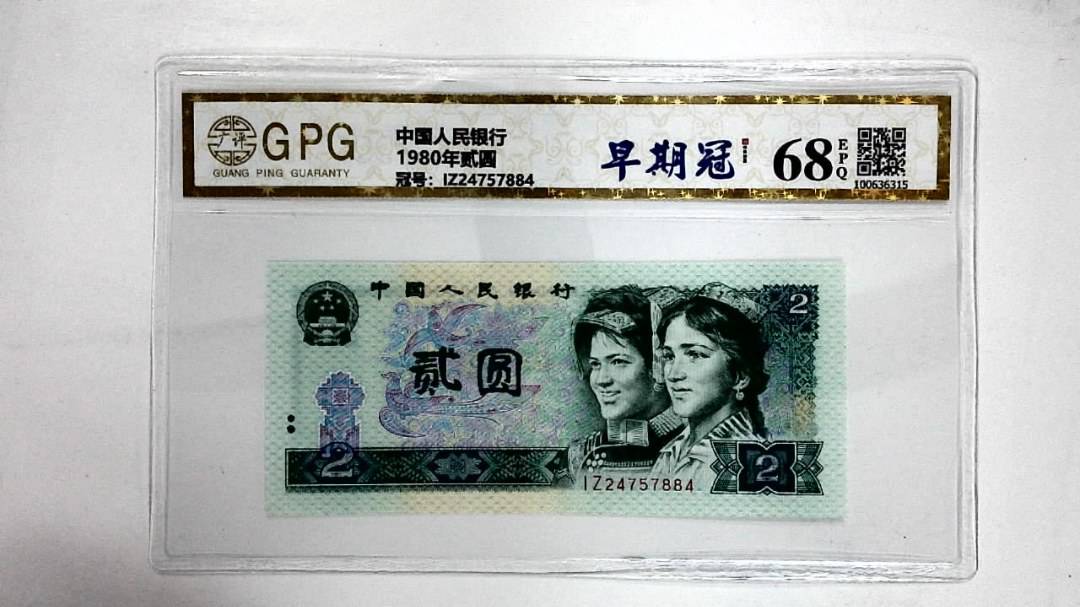 GPG
GUANG PING GUARANTY
广评
中国人民银行
1980年贰圆
冠号：IZ24757884
早期冠
68
EPQ
100636315
中国人民银行
2
贰圆
2
2
IZ24757884